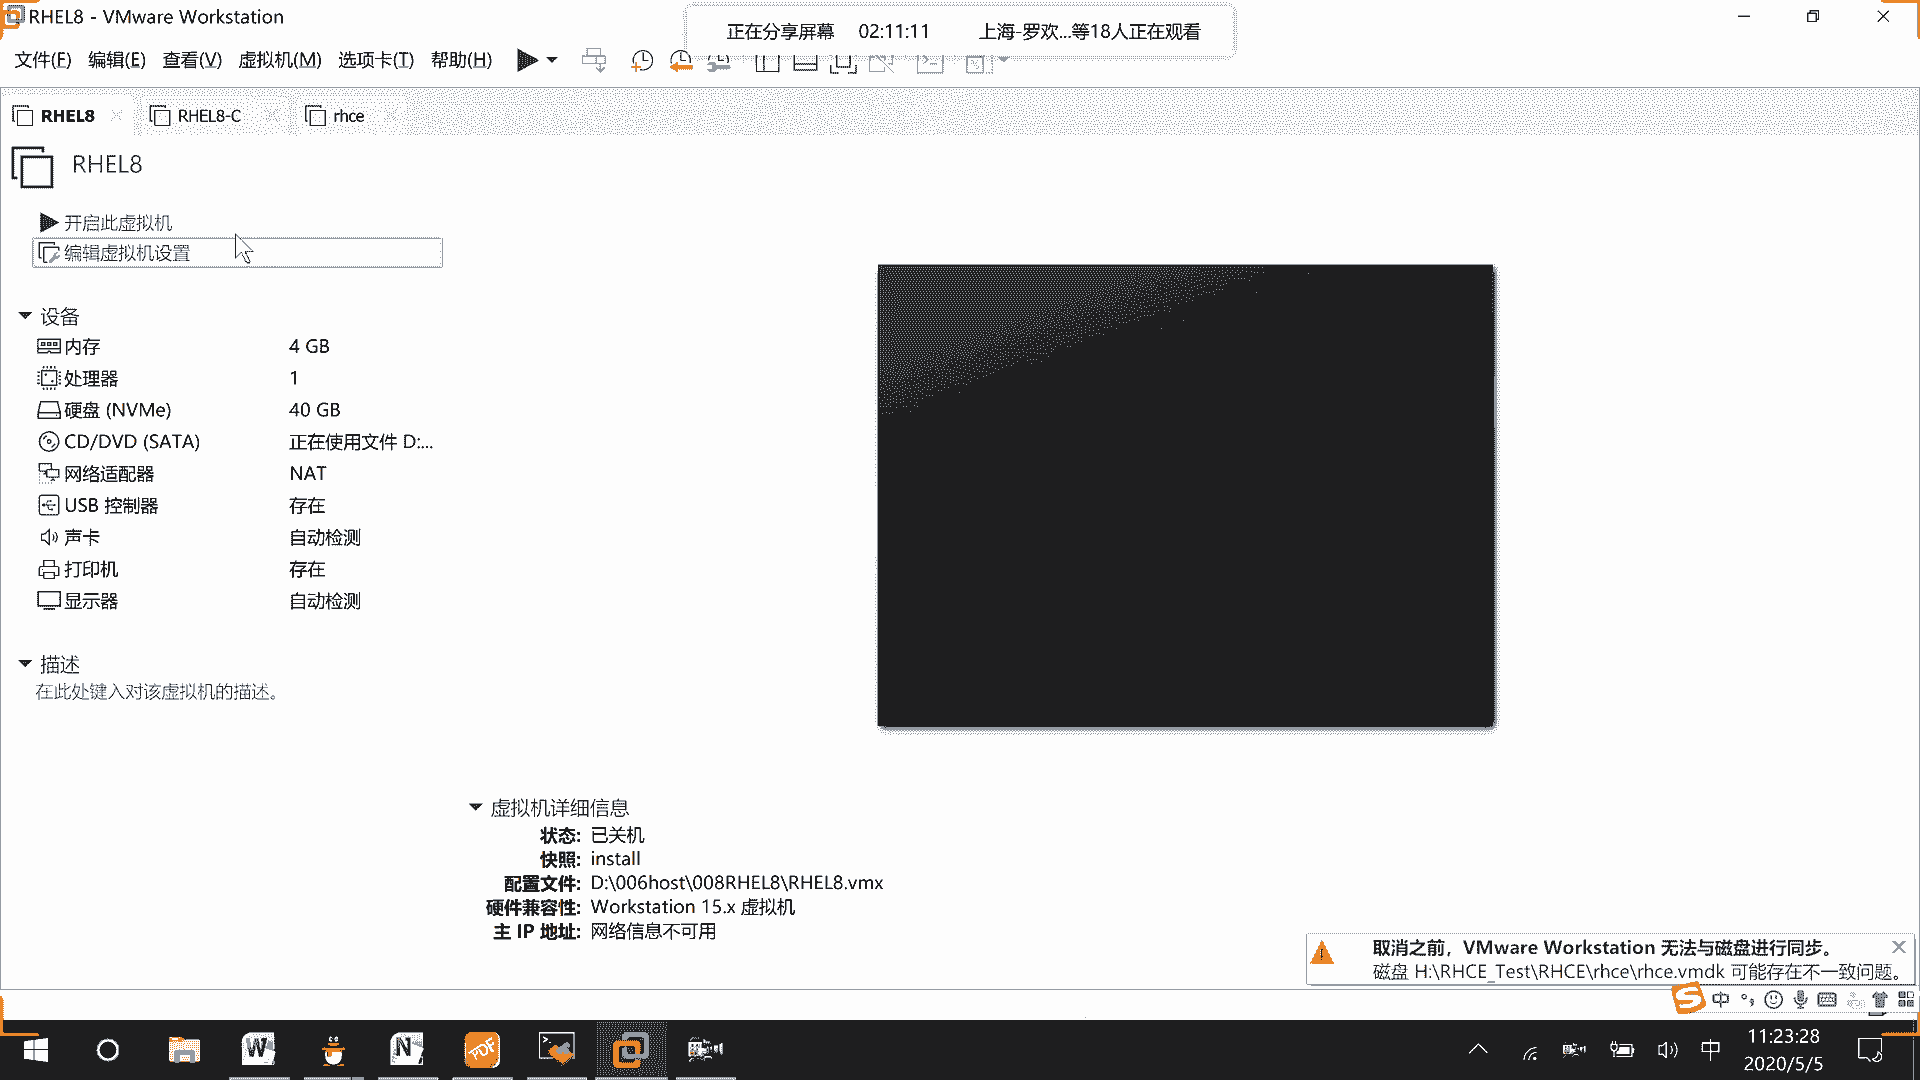 RHEL8 - VMware Workstation
正在分享屏幕 02:11:11 上海-罗欢...等18人正在观看
文件(F) 编辑(E) 查看(V) 虚拟机(M) 选项卡(T) 帮助(H)
RHEL8 RHEL8-C rhce
RHEL8
开启此虚拟机
编辑虚拟机设置
设备
内存 4 GB
处理器 1
硬盘 (NVMe) 40 GB
CD/DVD (SATA) 正在使用文件 D:...
网络适配器 NAT
USB 控制器 存在
声卡 自动检测
打印机 存在
显示器 自动检测
描述
在此处键入对该虚拟机的描述。
虚拟机详细信息
状态: 已关机
快照: install
配置文件: D:\006host\008RHEL8\RHEL8.vmx
硬件兼容性: Workstation 15.x 虚拟机
主 IP 地址: 网络信息不可用
取消之前，VMware Workstation 无法与磁盘进行同步。
磁盘 H:\RHCE_Test\RHCE\rhce\rhce.vmdk 可能存在不一致问题。
S 中
W N PDF
中 11:23:28
2020/5/5